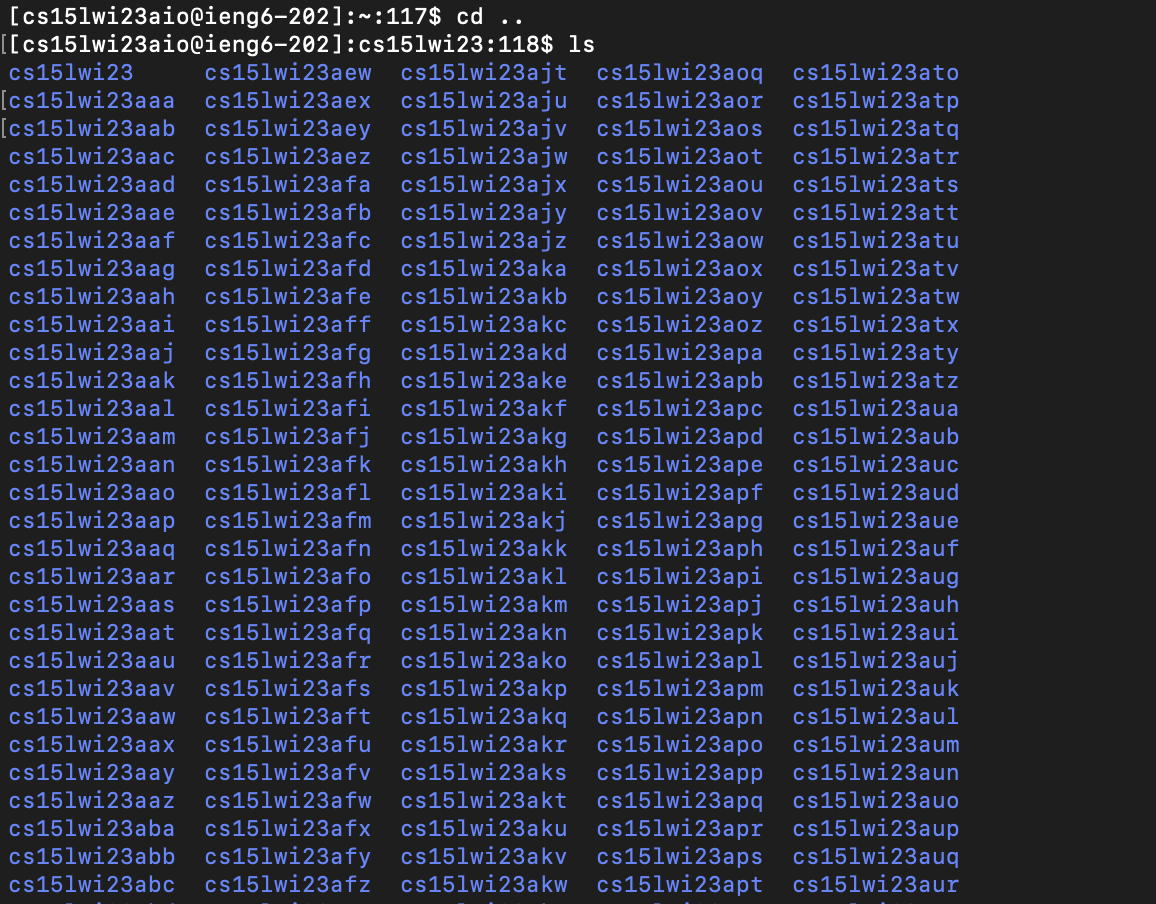 [cs15lwi23aio@ieng6-202]:~:117$ cd ..
[[cs15lwi23aio@ieng6-202]:cs15lwi23:118$ ls
cs15lwi23 cs15lwi23aew cs15lwi23ajt cs15lwi23aoq cs15lwi23ato
[cs15lwi23aaa cs15lwi23aex cs15lwi23aju cs15lwi23aor cs15lwi23atp
[cs15lwi23aab cs15lwi23aey cs15lwi23ajv cs15lwi23aos cs15lwi23atq
cs15lwi23aac cs15lwi23aez cs15lwi23ajw cs15lwi23aot cs15lwi23atr
cs15lwi23aad cs15lwi23afa cs15lwi23ajx cs15lwi23aou cs15lwi23ats
cs15lwi23aae cs15lwi23afb cs15lwi23ajy cs15lwi23aov cs15lwi23att
cs15lwi23aaf cs15lwi23afc cs15lwi23ajz cs15lwi23aow cs15lwi23atu
cs15lwi23aag cs15lwi23afd cs15lwi23aka cs15lwi23aox cs15lwi23atv
cs15lwi23aah cs15lwi23afe cs15lwi23akb cs15lwi23aoy cs15lwi23atw
cs15lwi23aai cs15lwi23aff cs15lwi23akc cs15lwi23aoz cs15lwi23atx
cs15lwi23aaj cs15lwi23afg cs15lwi23akd cs15lwi23apa cs15lwi23aty
cs15lwi23aak cs15lwi23afh cs15lwi23ake cs15lwi23apb cs15lwi23atz
cs15lwi23aal cs15lwi23afi cs15lwi23akf cs15lwi23apc cs15lwi23aua
cs15lwi23aam cs15lwi23afj cs15lwi23akg cs15lwi23apd cs15lwi23aub
cs15lwi23aan cs15lwi23afk cs15lwi23akh cs15lwi23ape cs15lwi23auc
cs15lwi23aao cs15lwi23afl cs15lwi23aki cs15lwi23apf cs15lwi23aud
cs15lwi23aap cs15lwi23afm cs15lwi23akj cs15lwi23apg cs15lwi23aue
cs15lwi23aaq cs15lwi23afn cs15lwi23akk cs15lwi23aph cs15lwi23auf
cs15lwi23aar cs15lwi23afo cs15lwi23akl cs15lwi23api cs15lwi23aug
cs15lwi23aas cs15lwi23afp cs15lwi23akm cs15lwi23apj cs15lwi23auh
cs15lwi23aat cs15lwi23afq cs15lwi23akn cs15lwi23apk cs15lwi23aui
cs15lwi23aau cs15lwi23afr cs15lwi23ako cs15lwi23apl cs15lwi23auj
cs15lwi23aav cs15lwi23afs cs15lwi23akp cs15lwi23apm cs15lwi23auk
cs15lwi23aaw cs15lwi23aft cs15lwi23akq cs15lwi23apn cs15lwi23aul
cs15lwi23aax cs15lwi23afu cs15lwi23akr cs15lwi23apo cs15lwi23aum
cs15lwi23aay cs15lwi23afv cs15lwi23aks cs15lwi23app cs15lwi23aun
cs15lwi23aaz cs15lwi23afw cs15lwi23akt cs15lwi23apq cs15lwi23auo
cs15lwi23aba cs15lwi23afx cs15lwi23aku cs15lwi23apr cs15lwi23aup
cs15lwi23abb cs15lwi23afy cs15lwi23akv cs15lwi23aps cs15lwi23auq
cs15lwi23abc cs15lwi23afz cs15lwi23akw cs15lwi23apt cs15lwi23aur